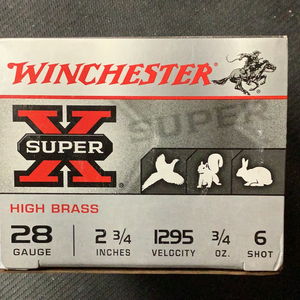 WINCHESTER
SUPER
X
SUPER
HIGH BRASS
28 2 3/4 1295 3/4 6
GAUGE INCHES VELOCITY OZ. SHOT